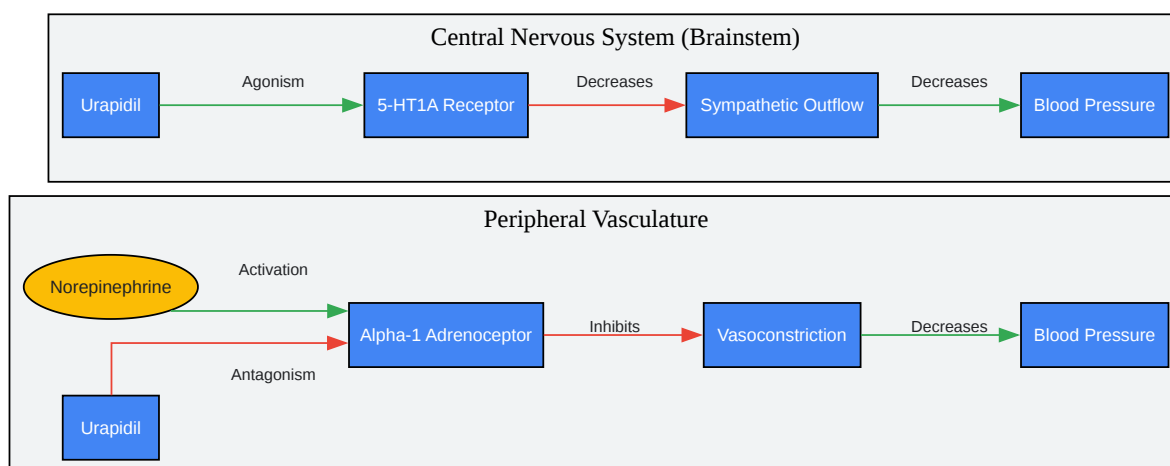 Central Nervous System (Brainstem)
Urapidil
Agonism
5-HT1A Receptor
Decreases
Sympathetic Outflow
Decreases
Blood Pressure
Peripheral Vasculature
Norepinephrine
Activation
Alpha-1 Adrenoceptor
Inhibits
Vasoconstriction
Decreases
Blood Pressure
Antagonism
Urapidil